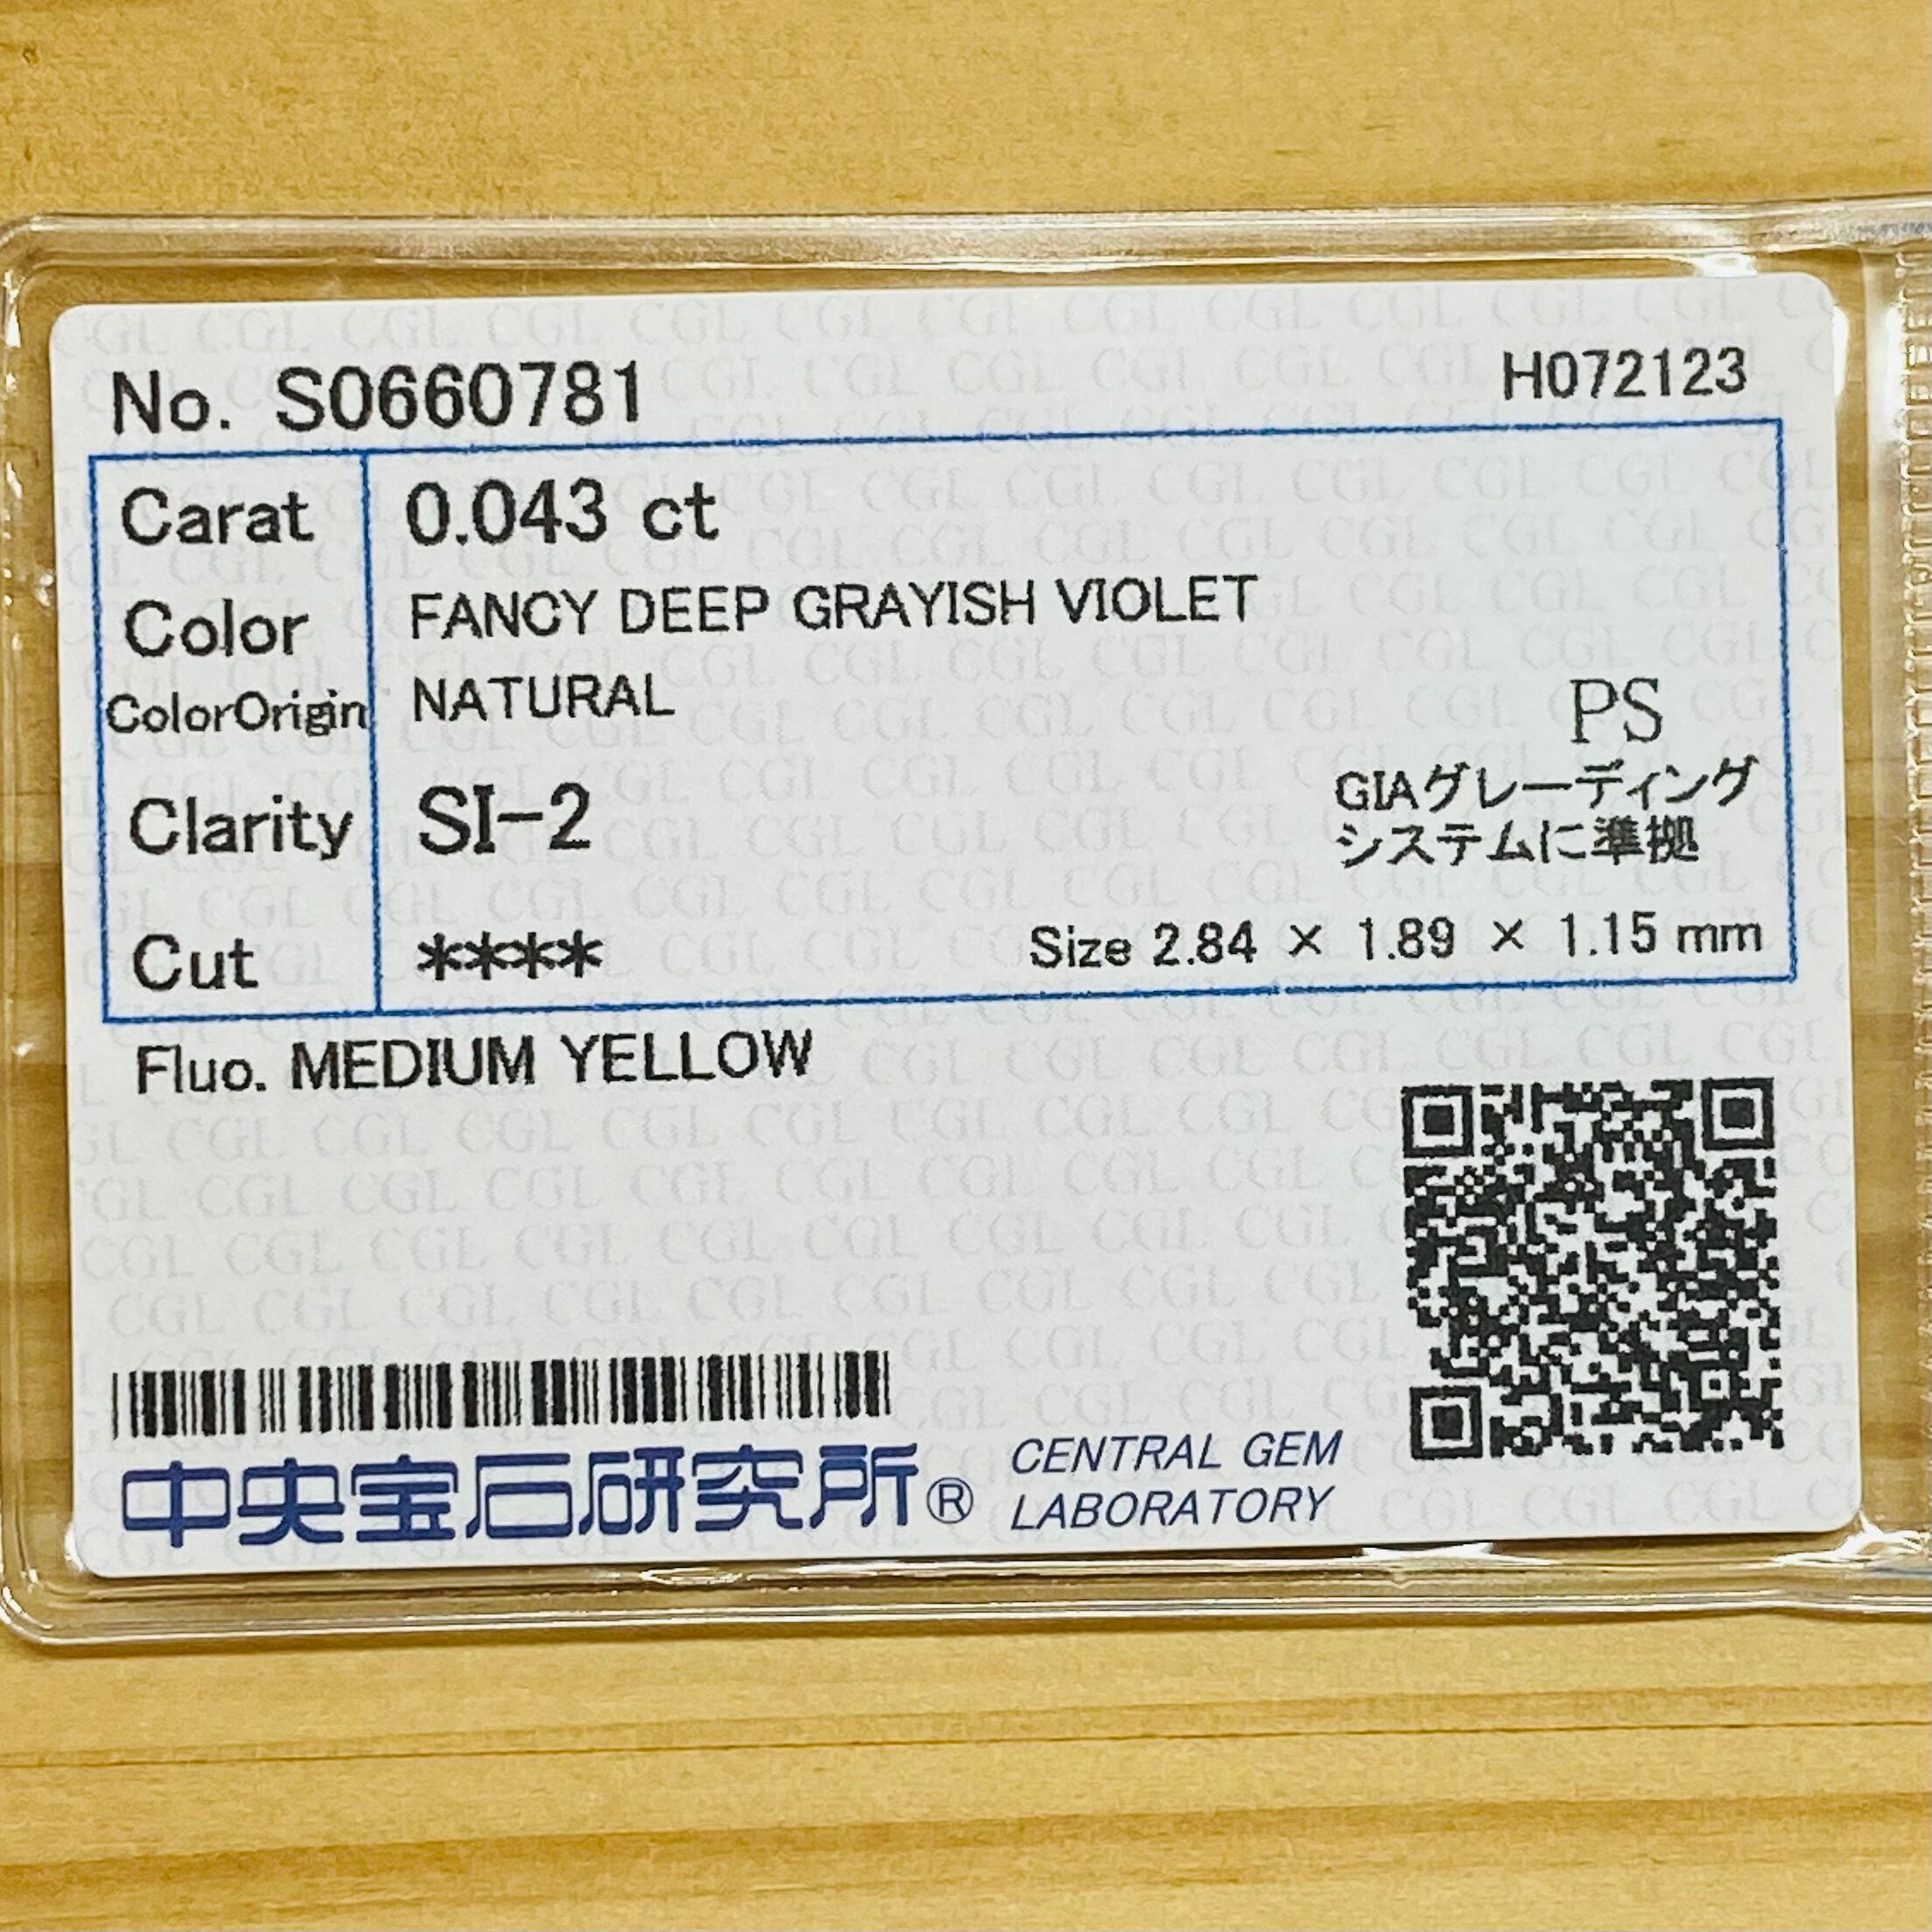 No. S0660781
H072123
Carat 0.043 ct
Color FANCY DEEP GRAYISH VIOLET
ColorOrigin NATURAL
PS
Clarity SI-2
GIAグレーディング
システムに準拠
Cut ****
Size 2.84 × 1.89 × 1.15 mm
Fluo. MEDIUM YELLOW
中央宝石研究所®
CENTRAL GEM
LABORATORY